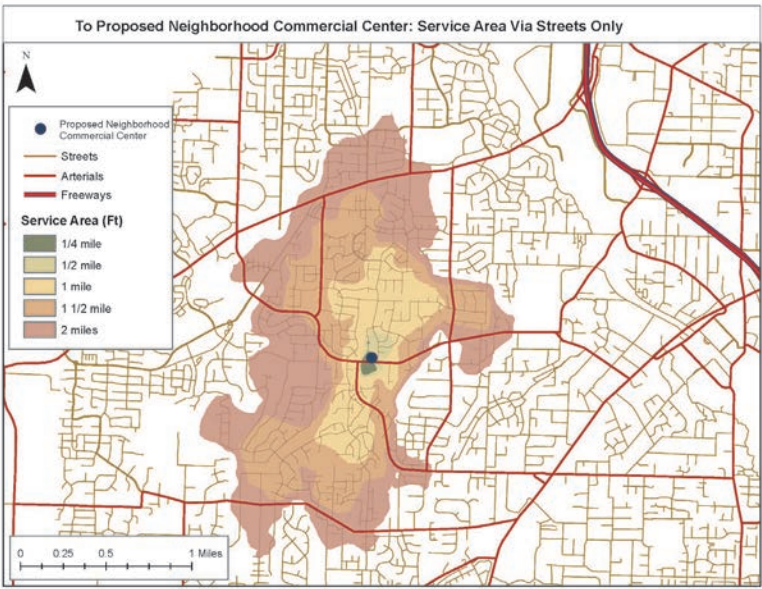 To Proposed Neighborhood Commercial Center: Service Area Via Streets Only
N
Proposed Neighborhood
Commercial Center
Streets
Arterials
Freeways
Service Area (Ft)
1/4 mile
1/2 mile
1 mile
1 1/2 mile
2 miles
0 0.25 0.5 1 Miles